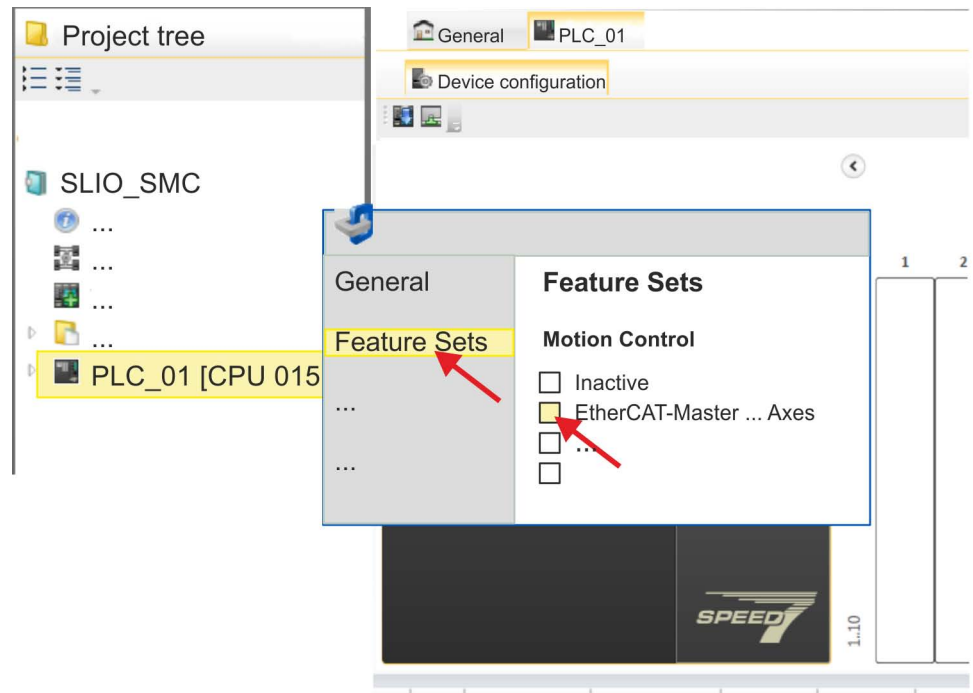 Project tree
SLIO_SMC
...
...
...
...
PLC_01 [CPU 015
General
PLC_01
Device configuration
General
Feature Sets
...
...
Feature Sets
Motion Control
Inactive
EtherCAT-Master ... Axes
...
1
2
SPEED7
1..10